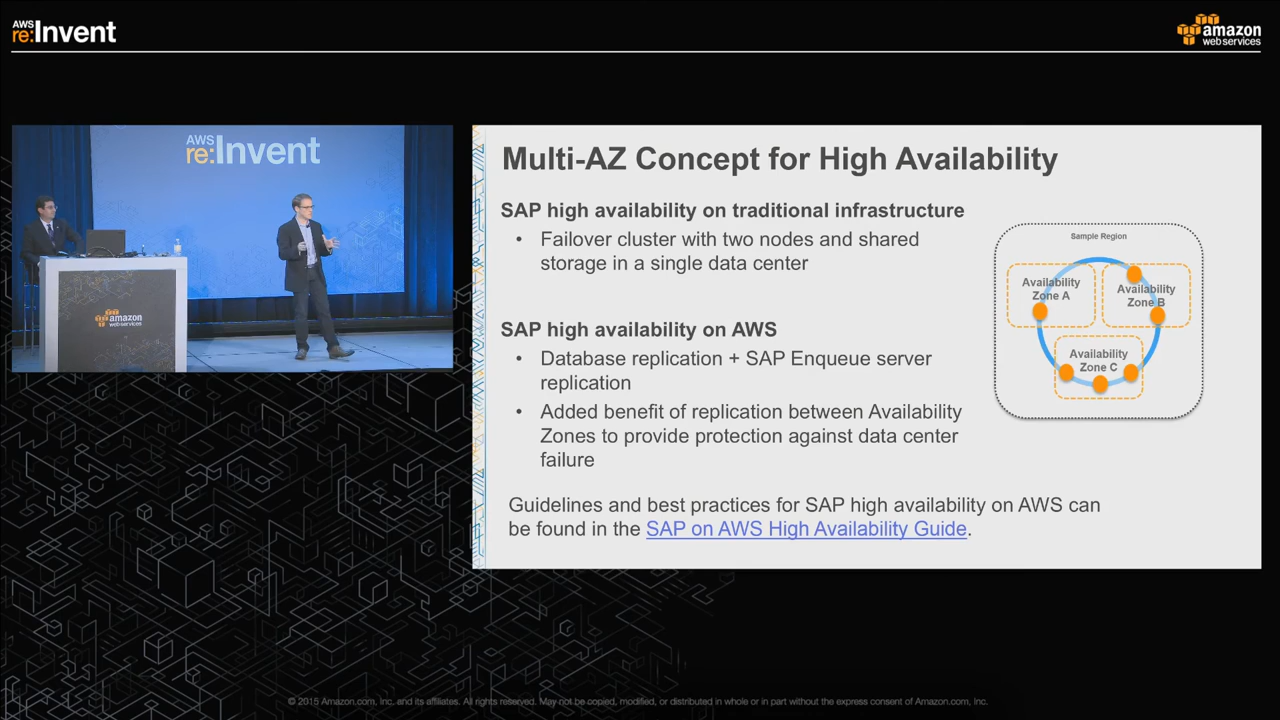 AWS
re:Invent
amazon
web services
AWS
re:Invent
amazon
web services
Multi-AZ Concept for High Availability
SAP high availability on traditional infrastructure
• Failover cluster with two nodes and shared
storage in a single data center
SAP high availability on AWS
• Database replication + SAP Enqueue server
replication
• Added benefit of replication between Availability
Zones to provide protection against data center
failure
Guidelines and best practices for SAP high availability on AWS can
be found in the SAP on AWS High Availability Guide.
Sample Region
Availability
Zone A
Availability
Zone B
Availability
Zone C
© 2015 Amazon.com, Inc. and its affiliates. All rights reserved. May not be copied, modified, or distributed in whole or in part without the express consent of Amazon.com, Inc.